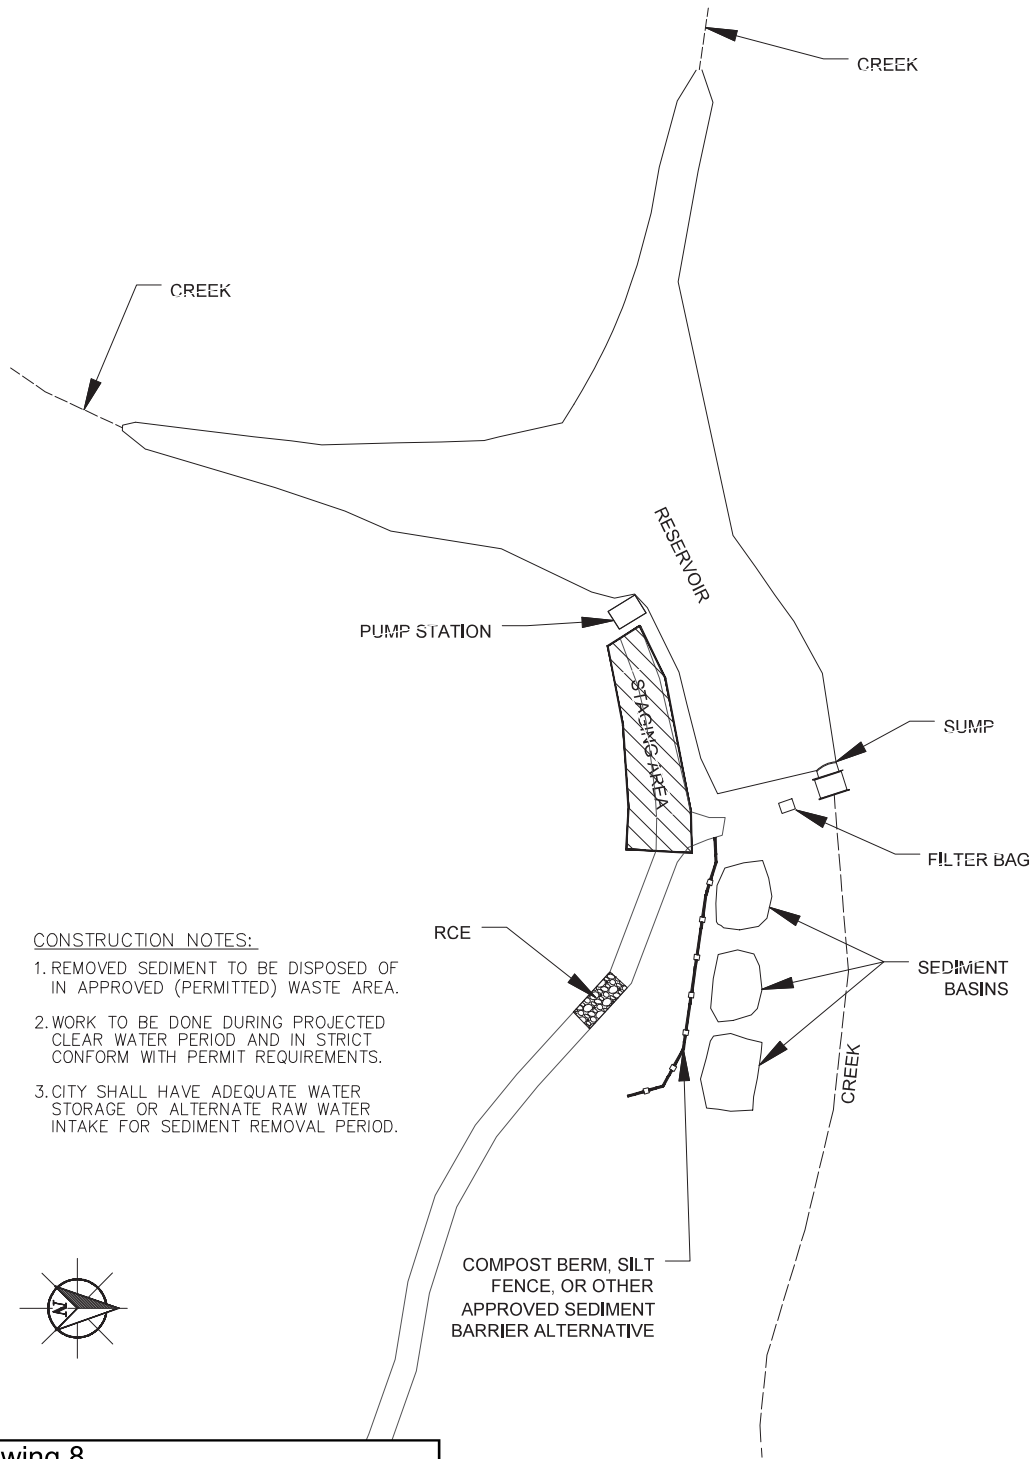 CREEK
CREEK
RESERVOIR
PUMP STATION
STAGING AREA
SUMP
FILTER BAG
RCE
CONSTRUCTION NOTES:
1. REMOVED SEDIMENT TO BE DISPOSED OF
IN APPROVED (PERMITTED) WASTE AREA.
2. WORK TO BE DONE DURING PROJECTED
CLEAR WATER PERIOD AND IN STRICT
CONFORM WITH PERMIT REQUIREMENTS.
3. CITY SHALL HAVE ADEQUATE WATER
STORAGE OR ALTERNATE RAW WATER
INTAKE FOR SEDIMENT REMOVAL PERIOD.
SEDIMENT
BASINS
CREEK
COMPOST BERM, SILT
FENCE, OR OTHER
APPROVED SEDIMENT
BARRIER ALTERNATIVE
N
wing 8